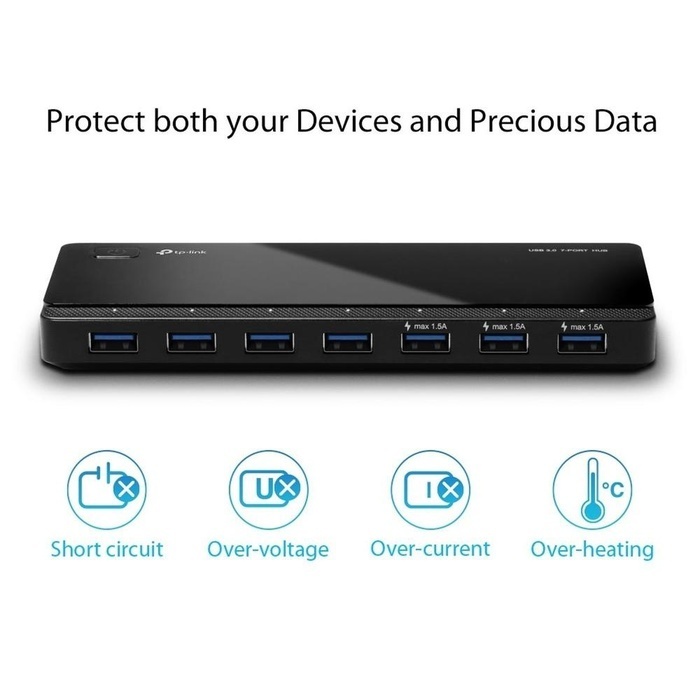 Protect both your Devices and Precious Data
tp-link
USB 3.0 7-PORT HUB
max 1.5A
max 1.5A
max 1.5A
U
I
°C
Short circuit
Over-voltage
Over-current
Over-heating